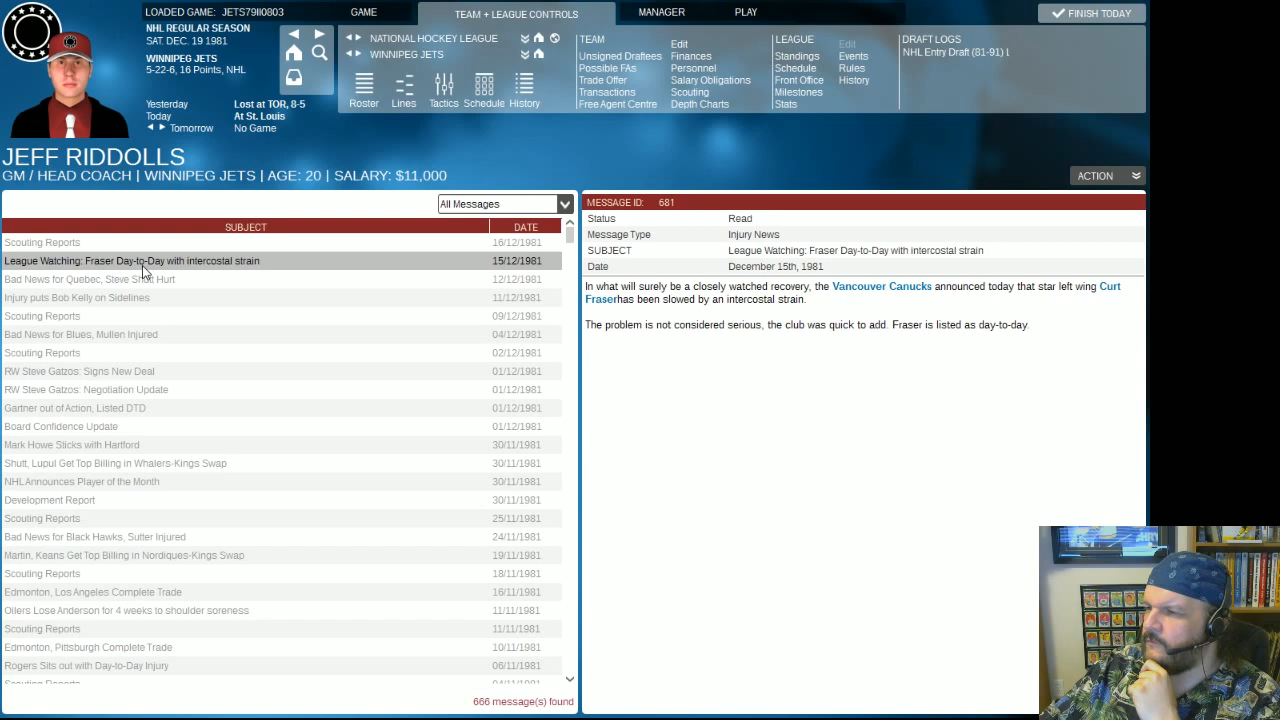 LOADED GAME: JETS79II0803
GAME
TEAM + LEAGUE CONTROLS
MANAGER
PLAY
FINISH TODAY
NHL REGULAR SEASON
SAT. DEC. 19 1981
WINNIPEG JETS
5-22-6, 16 Points, NHL
Yesterday Lost at TOR, 8-5
Today At St. Louis
Tomorrow No Game
NATIONAL HOCKEY LEAGUE
WINNIPEG JETS
Roster Lines Tactics Schedule History
TEAM
Unsigned Draftees
Possible FAs
Trade Offer
Transactions
Free Agent Centre
Edit
Finances
Personnel
Salary Obligations
Scouting
Depth Charts
LEAGUE
Standings
Schedule
Front Office
Milestones
Stats
Edit
Events
Rules
History
DRAFT LOGS
NHL Entry Draft (81-91) l
JEFF RIDDOLLS
GM / HEAD COACH | WINNIPEG JETS | AGE: 20 | SALARY: $11,000
ACTION
All Messages
SUBJECT DATE
Scouting Reports 16/12/1981
League Watching: Fraser Day-to-Day with intercostal strain 15/12/1981
Bad News for Quebec, Steve Shutt Hurt 12/12/1981
Injury puts Bob Kelly on Sidelines 11/12/1981
Scouting Reports 09/12/1981
Bad News for Blues, Mullen Injured 04/12/1981
Scouting Reports 02/12/1981
RW Steve Gatzos: Signs New Deal 01/12/1981
RW Steve Gatzos: Negotiation Update 01/12/1981
Gartner out of Action, Listed DTD 01/12/1981
Board Confidence Update 01/12/1981
Mark Howe Sticks with Hartford 30/11/1981
Shutt, Lupul Get Top Billing in Whalers-Kings Swap 30/11/1981
NHL Announces Player of the Month 30/11/1981
Development Report 30/11/1981
Scouting Reports 25/11/1981
Bad News for Black Hawks, Sutter Injured 24/11/1981
Martin, Keans Get Top Billing in Nordiques-Kings Swap 19/11/1981
Scouting Reports 18/11/1981
Edmonton, Los Angeles Complete Trade 16/11/1981
Oilers Lose Anderson for 4 weeks to shoulder soreness 11/11/1981
Scouting Reports 11/11/1981
Edmonton, Pittsburgh Complete Trade 10/11/1981
Rogers Sits out with Day-to-Day Injury 06/11/1981
Scouting Reports 04/11/1981
666 message(s) found
MESSAGE ID: 681
Status Read
Message Type Injury News
SUBJECT League Watching: Fraser Day-to-Day with intercostal strain
Date December 15th, 1981
In what will surely be a closely watched recovery, the Vancouver Canucks announced today that star left wing Curt
Fraserhas been slowed by an intercostal strain.
The problem is not considered serious, the club was quick to add. Fraser is listed as day-to-day.